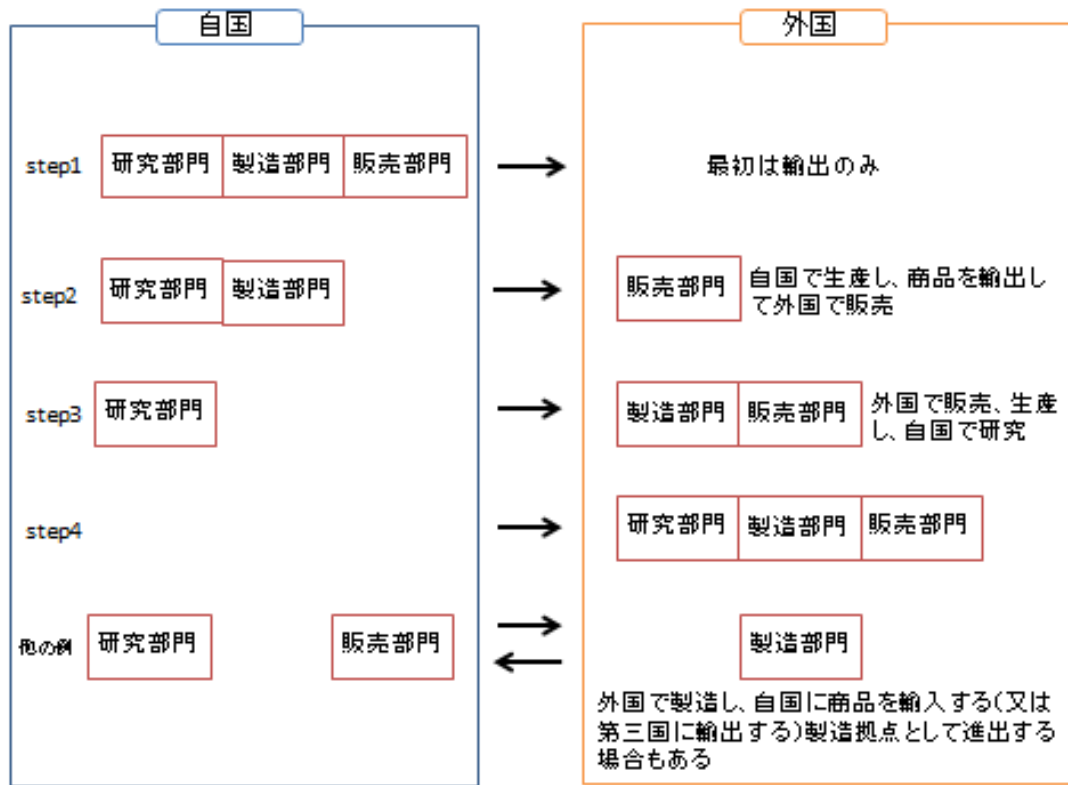 自国
外国
step1
研究部門
製造部門
販売部門
最初は輸出のみ
step2
研究部門
製造部門
販売部門
自国で生産し、商品を輸出し
て外国で販売
step3
研究部門
製造部門
販売部門
外国で販売、生産
し、自国で研究
step4
研究部門
製造部門
販売部門
他の例
研究部門
販売部門
製造部門
外国で製造し、自国に商品を輸入する(又は
第三国に輸出する)製造拠点として進出する
場合もある